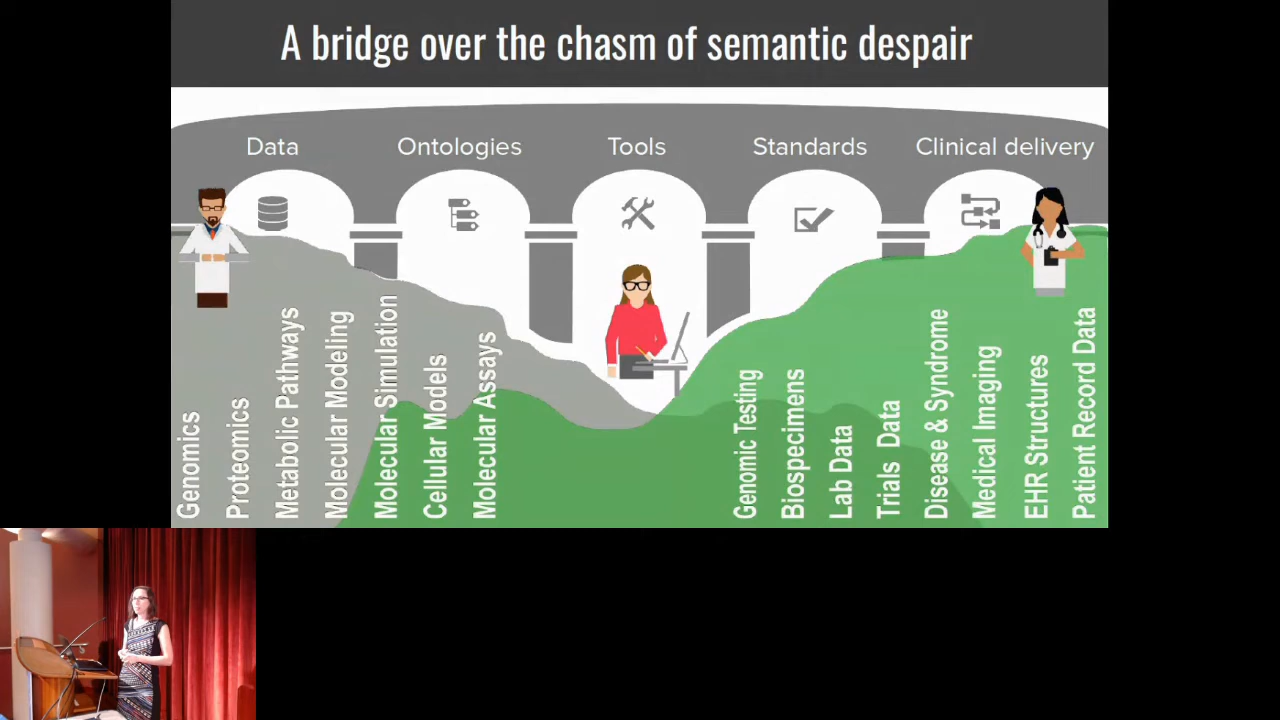 A bridge over the chasm of semantic despair
Data
Ontologies
Tools
Standards
Clinical delivery
Genomics
Proteomics
Metabolic Pathways
Molecular Modeling
Molecular Simulation
Cellular Models
Molecular Assays
Genomic Testing
Biospecimens
Lab Data
Trials Data
Disease & Syndrome
Medical Imaging
EHR Structures
Patient Record Data